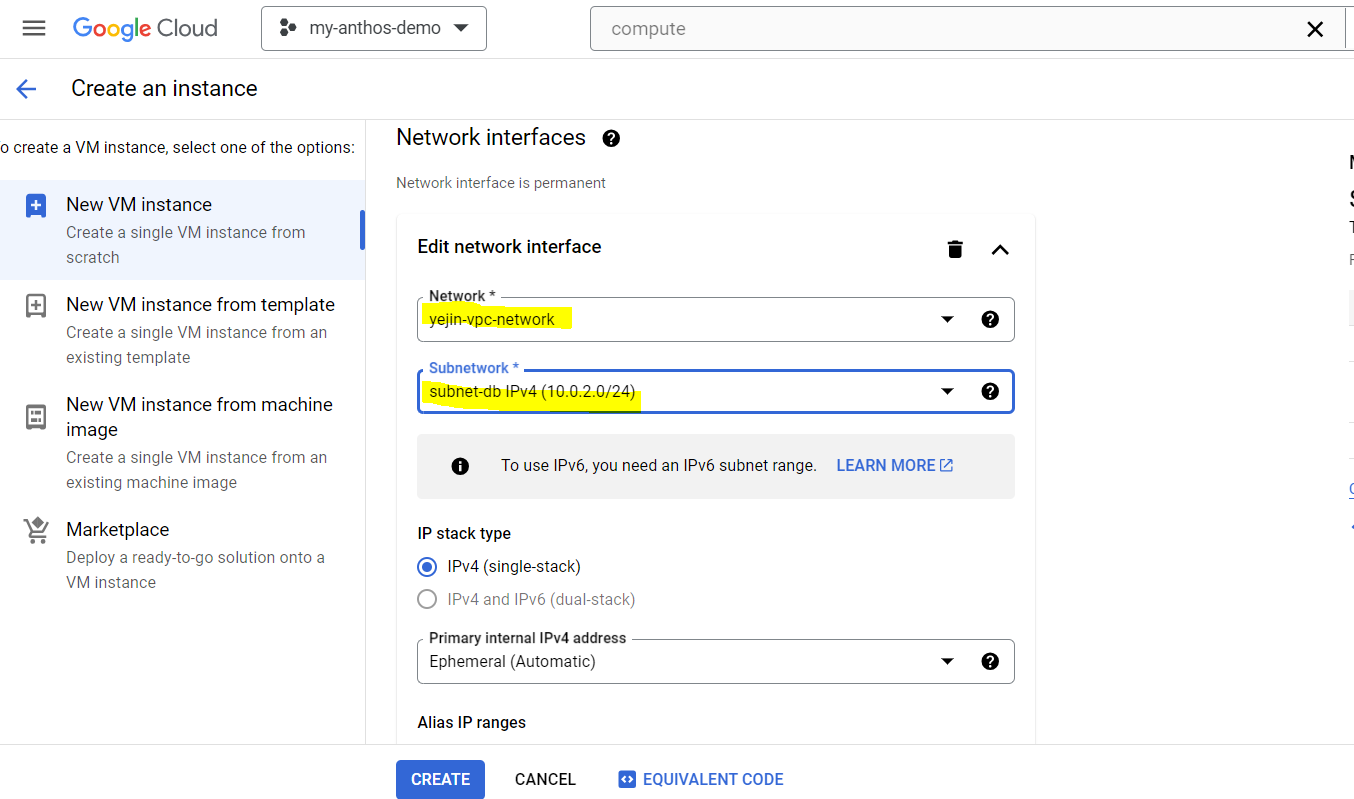 Google Cloud
my-anthos-demo
compute
Create an instance
o create a VM instance, select one of the options:
New VM instance
Create a single VM instance from
scratch
New VM instance from template
Create a single VM instance from an
existing template
New VM instance from machine
image
Create a single VM instance from an
existing machine image
Marketplace
Deploy a ready-to-go solution onto a
VM instance
Network interfaces
Network interface is permanent
Edit network interface
Network *
yejin-vpc-network
Subnetwork *
subnet-db IPv4 (10.0.2.0/24)
To use IPv6, you need an IPv6 subnet range. LEARN MORE
IP stack type
IPv4 (single-stack)
IPv4 and IPv6 (dual-stack)
Primary internal IPv4 address
Ephemeral (Automatic)
Alias IP ranges
CREATE CANCEL EQUIVALENT CODE